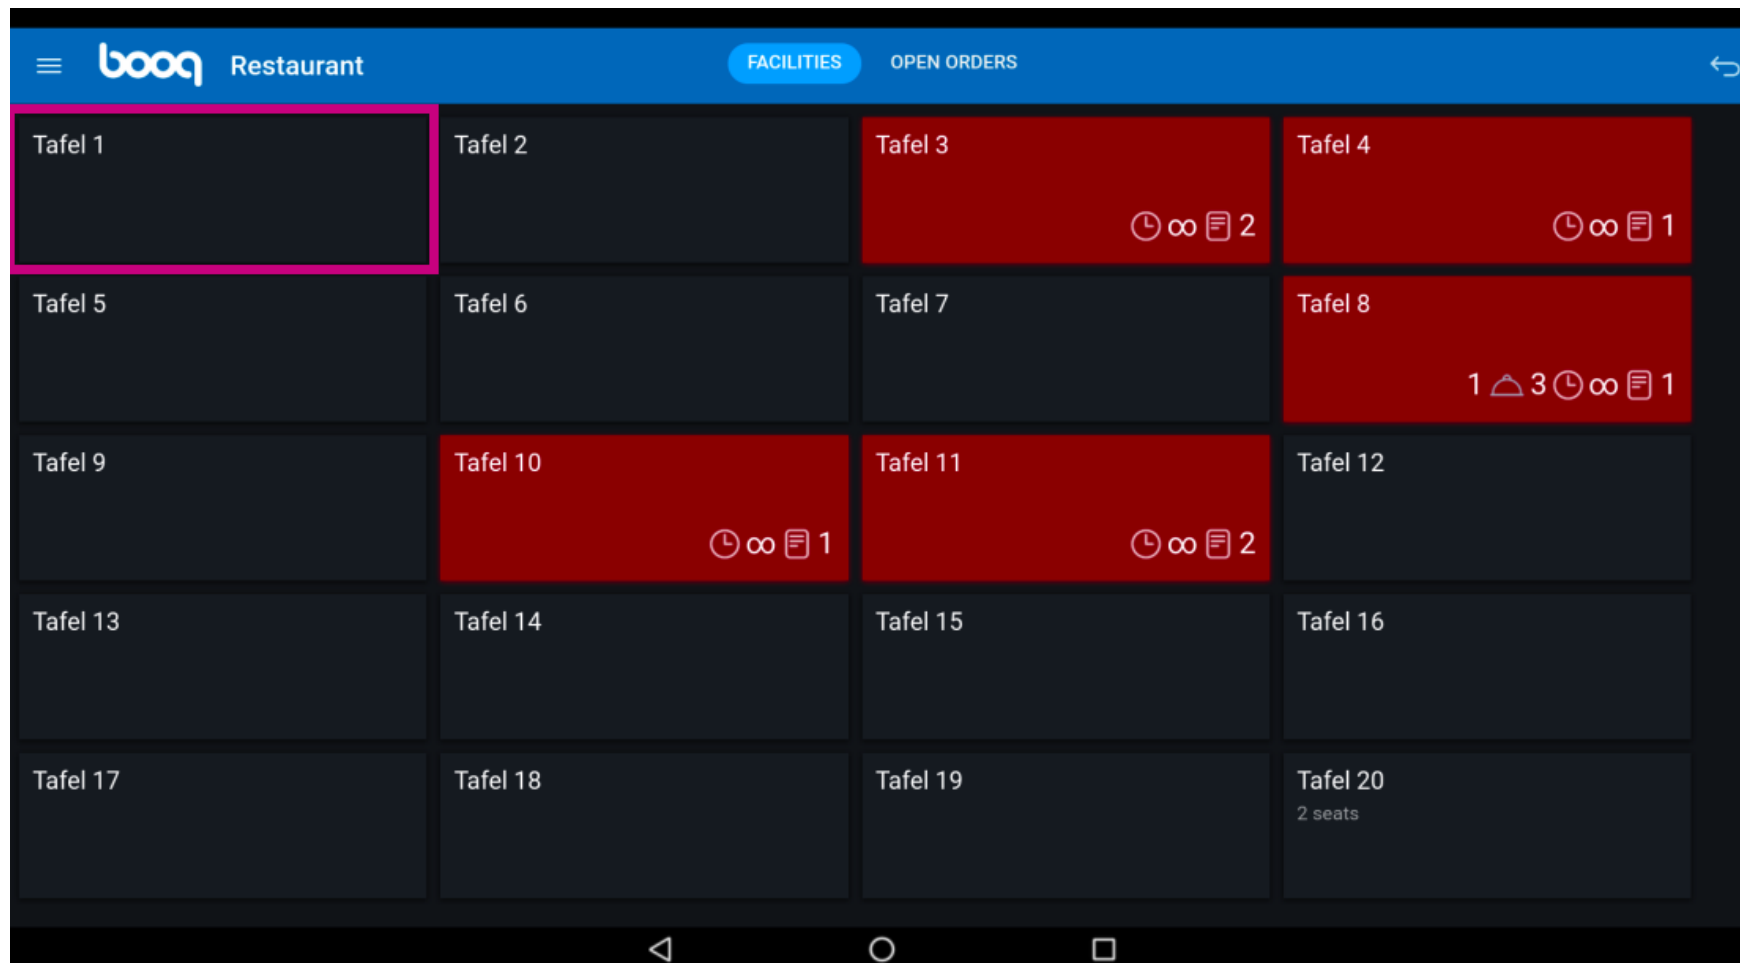 booq Restaurant FACILITIES OPEN ORDERS
Tafel 1 Tafel 2 Tafel 3 Tafel 4
∞ 2 ∞ 1
Tafel 5 Tafel 6 Tafel 7 Tafel 8
1 3 ∞ 1
Tafel 9 Tafel 10 Tafel 11 Tafel 12
∞ 1 ∞ 2
Tafel 13 Tafel 14 Tafel 15 Tafel 16
Tafel 17 Tafel 18 Tafel 19 Tafel 20
2 seats